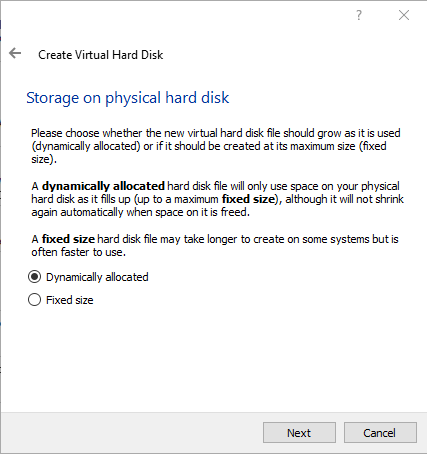 ?
Create Virtual Hard Disk
Storage on physical hard disk
Please choose whether the new virtual hard disk file should grow as it is used
(dynamically allocated) or if it should be created at its maximum size (fixed
size).
A dynamically allocated hard disk file will only use space on your physical
hard disk as it fills up (up to a maximum fixed size), although it will not shrink
again automatically when space on it is freed.
A fixed size hard disk file may take longer to create on some systems but is
often faster to use.
Dynamically allocated
Fixed size
Next
Cancel